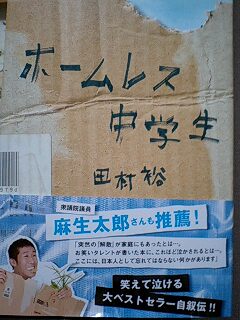 ホームレス
中学生
田村裕
衆議院議員
麻生太郎さんも推薦!
「突然の「解散」が家庭にもあったとは…。
お笑いタレントが書いた本に、これほど泣かされるとは…。
ここには、日本人として忘れてはならない何かがあります」
笑えて泣ける
大ベストセラー自叙伝!!